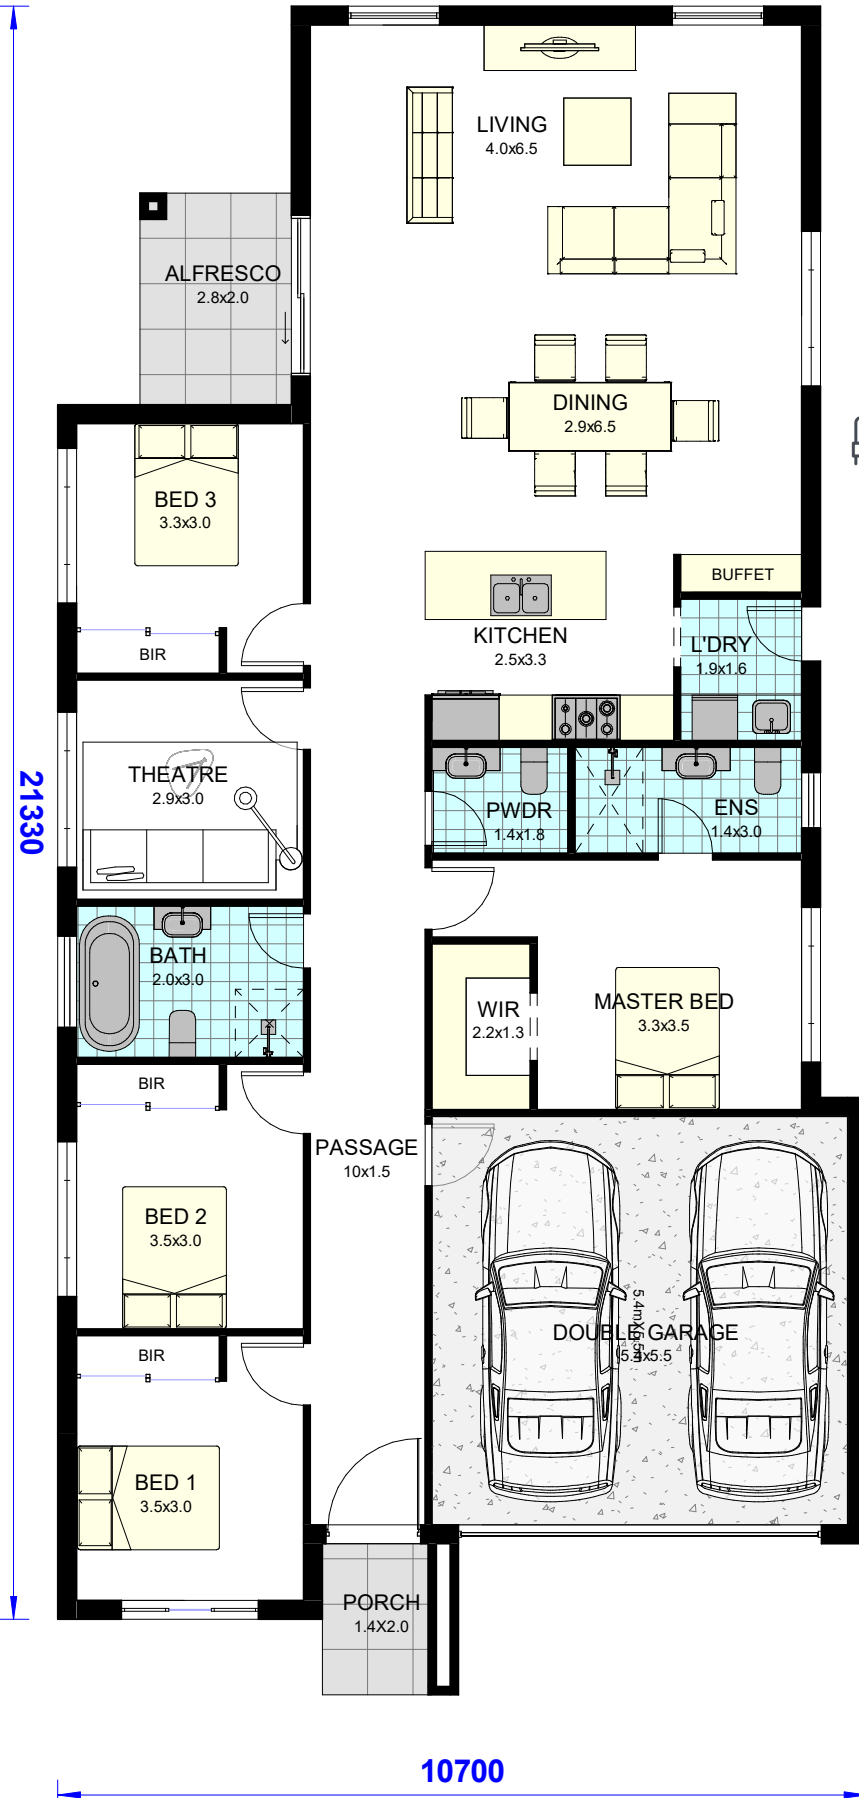 LIVING
4.0x6.5
ALFRESCO
2.8x2.0
DINING
2.9x6.5
BED 3
3.3x3.0
BUFFET
KITCHEN
2.5x3.3
L'DRY
1.9x1.6
BIR
THEATRE
2.9x3.0
21330
PWDR
1.4x1.8
ENS
1.4x3.0
BATH
2.0x3.0
WIR
2.2x1.3
MASTER BED
3.3x3.5
BIR
PASSAGE
10x1.5
BED 2
3.5x3.0
DOUBLE GARAGE
5.4x5.5
BIR
BED 1
3.5x3.0
PORCH
1.4X2.0
10700